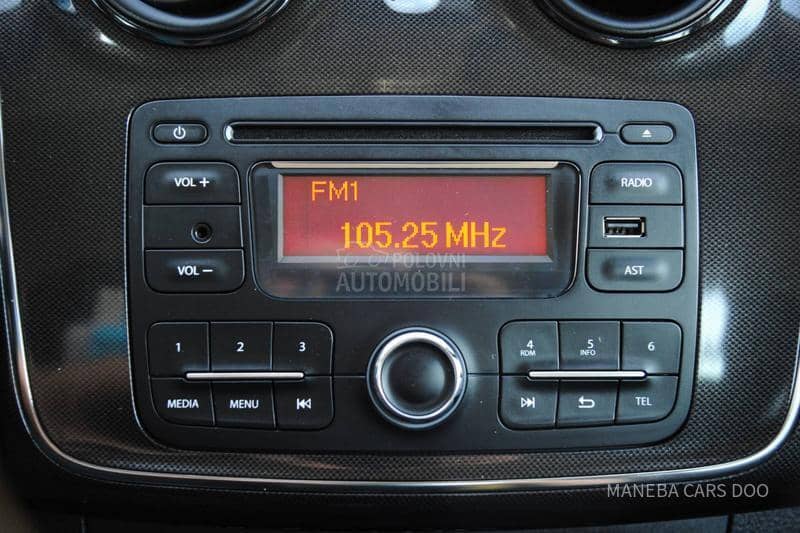 VOL +
RADIO
FM1
105.25 MHz
VOL −
AST
POLOVNI
AUTOMOBILI
1 2 3
4 5 6
RDM INFO
MEDIA MENU
TEL
MANEBA CARS DOO